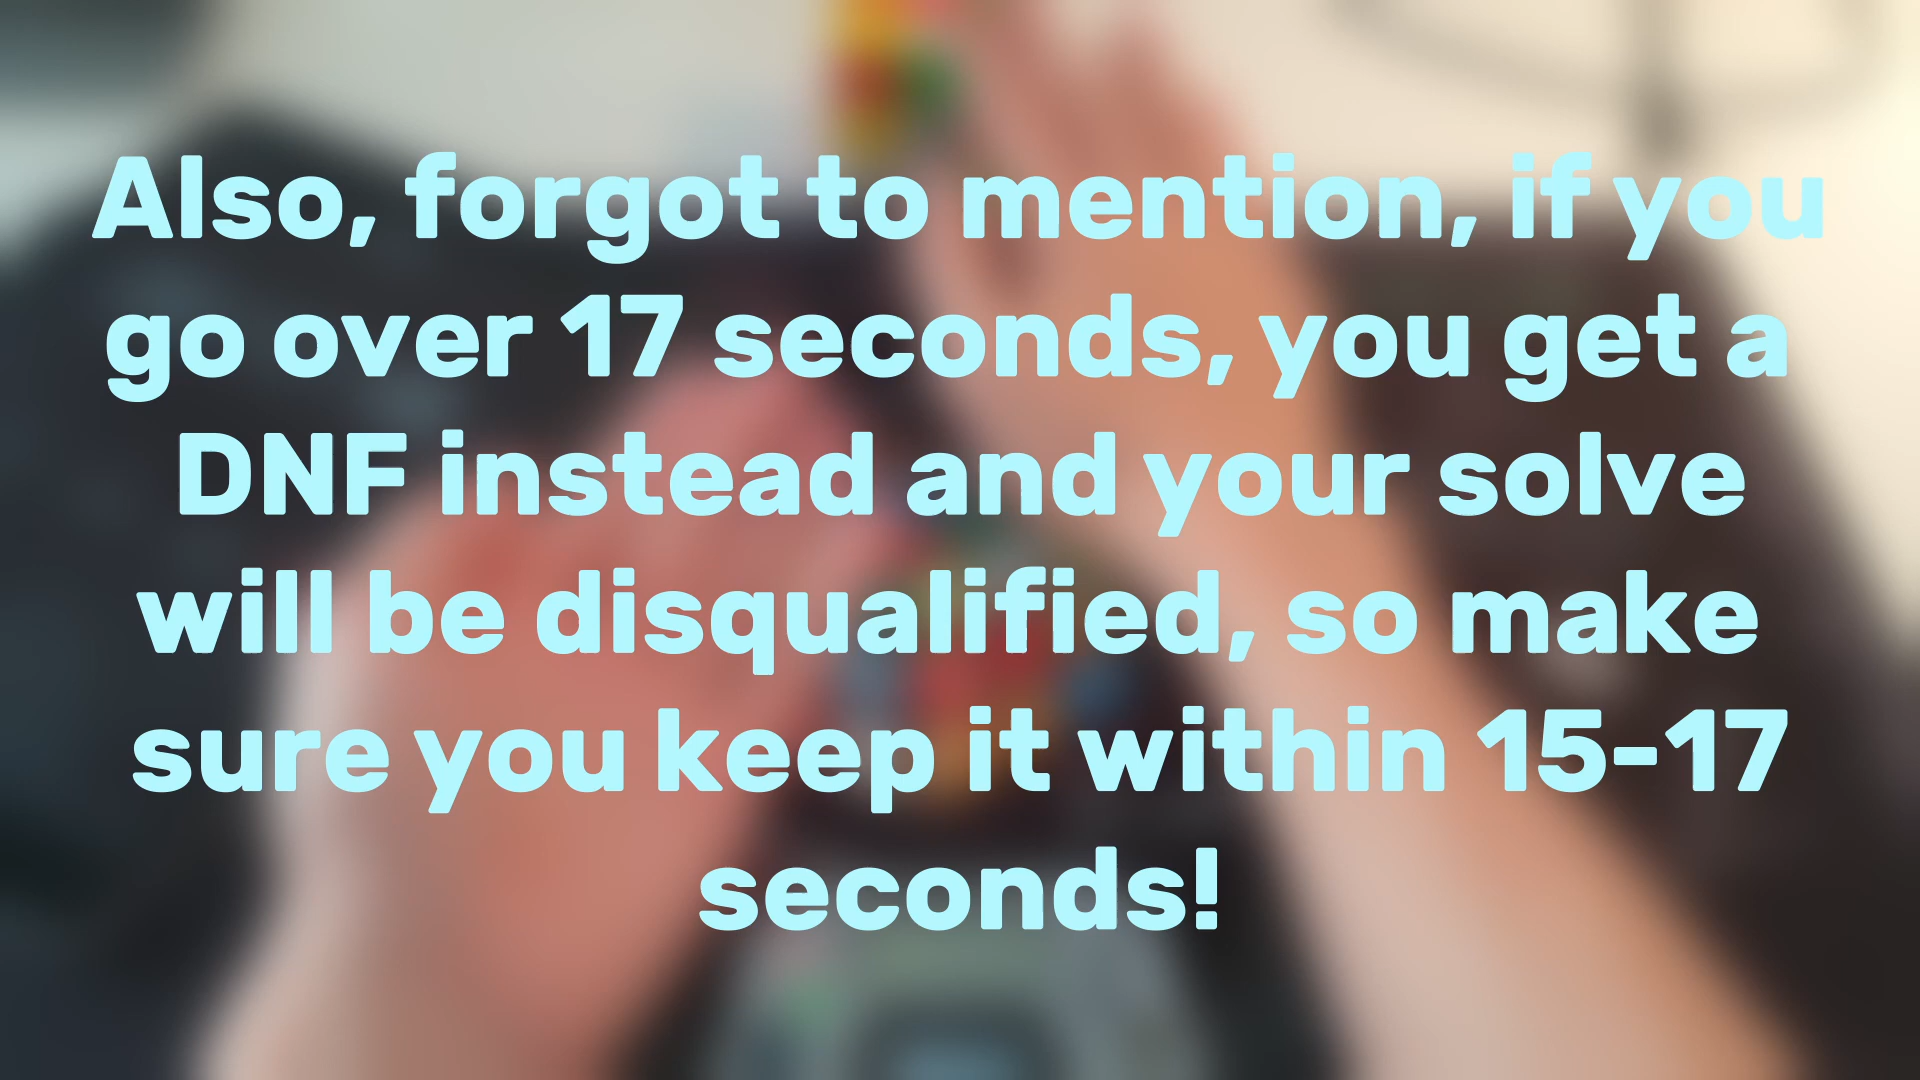 Also, forgot to mention, if you
go over 17 seconds, you get a
DNF instead and your solve
will be disqualified, so make
sure you keep it within 15-17
seconds!